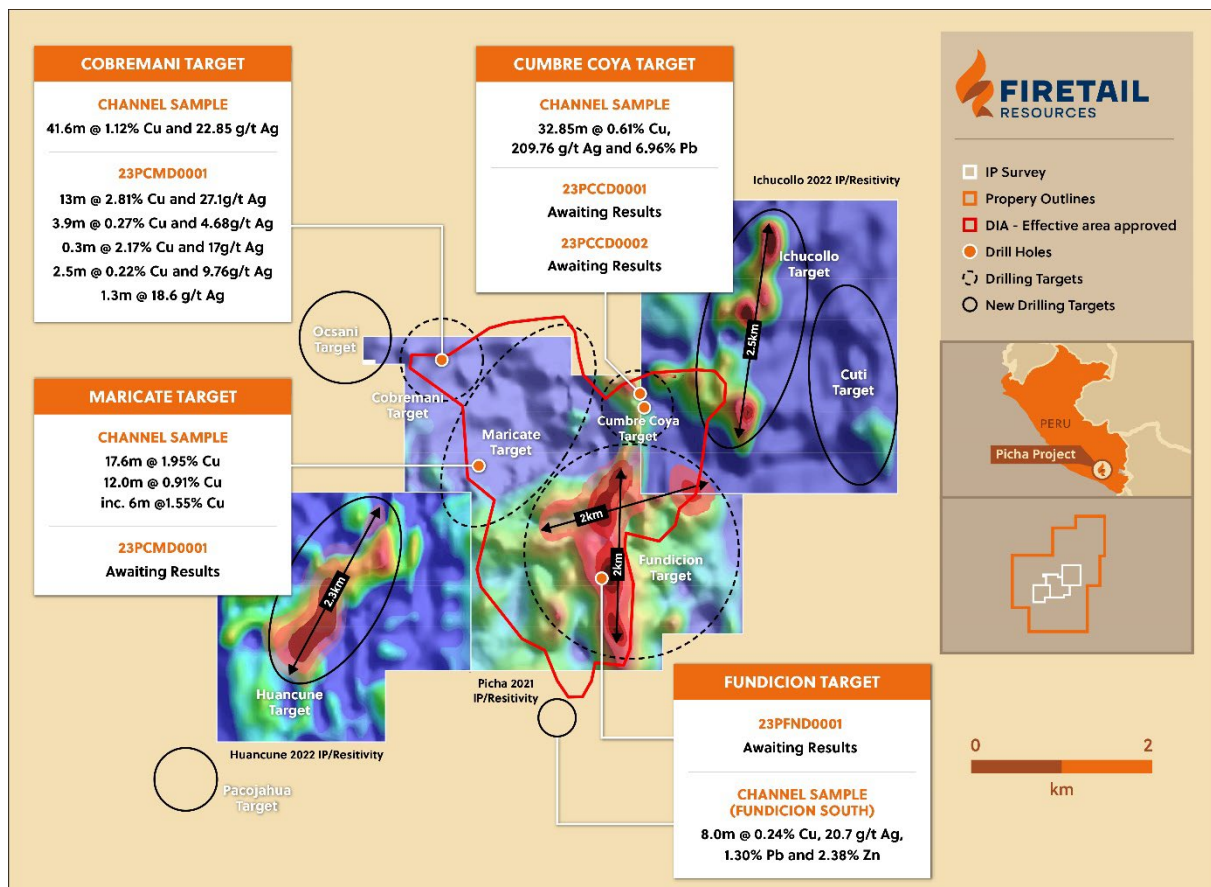 COBREMANI TARGET
CHANNEL SAMPLE
41.6m @ 1.12% Cu and 22.85 g/t Ag
23PCMD0001
13m @ 2.81% Cu and 27.1g/t Ag
3.9m @ 0.27% Cu and 4.68g/t Ag
0.3m @ 2.17% Cu and 17g/t Ag
2.5m @ 0.22% Cu and 9.76g/t Ag
1.3m @ 18.6 g/t Ag
CUMBRE COYA TARGET
CHANNEL SAMPLE
32.85m @ 0.61% Cu,
209.76 g/t Ag and 6.96% Pb
23PCCD0001
Awaiting Results
23PCCD0002
Awaiting Results
FIRETAIL
RESOURCES
IP Survey
Propery Outlines
DIA - Effective area approved
Drill Holes
Drilling Targets
New Drilling Targets
PERU
Picha Project
0
2
km
Ichucollo 2022 IP/Resitivity
Ichucollo
Target
2.5km
Cuti
Target
Ocsani
Target
Cobremani
Target
Maricate
Target
Cumbre Coya
Target
2km
2km
Fundicion
Target
MARICATE TARGET
CHANNEL SAMPLE
17.6m @ 1.95% Cu
12.0m @ 0.91% Cu
inc. 6m @1.55% Cu
23PCMD0001
Awaiting Results
2.3km
Huancune
Target
Huancune 2022 IP/Resitivity
Picha 2021
IP/Resitivity
Pacojahua
Target
FUNDICION TARGET
23PFND0001
Awaiting Results
CHANNEL SAMPLE
(FUNDICION SOUTH)
8.0m @ 0.24% Cu, 20.7 g/t Ag,
1.30% Pb and 2.38% Zn